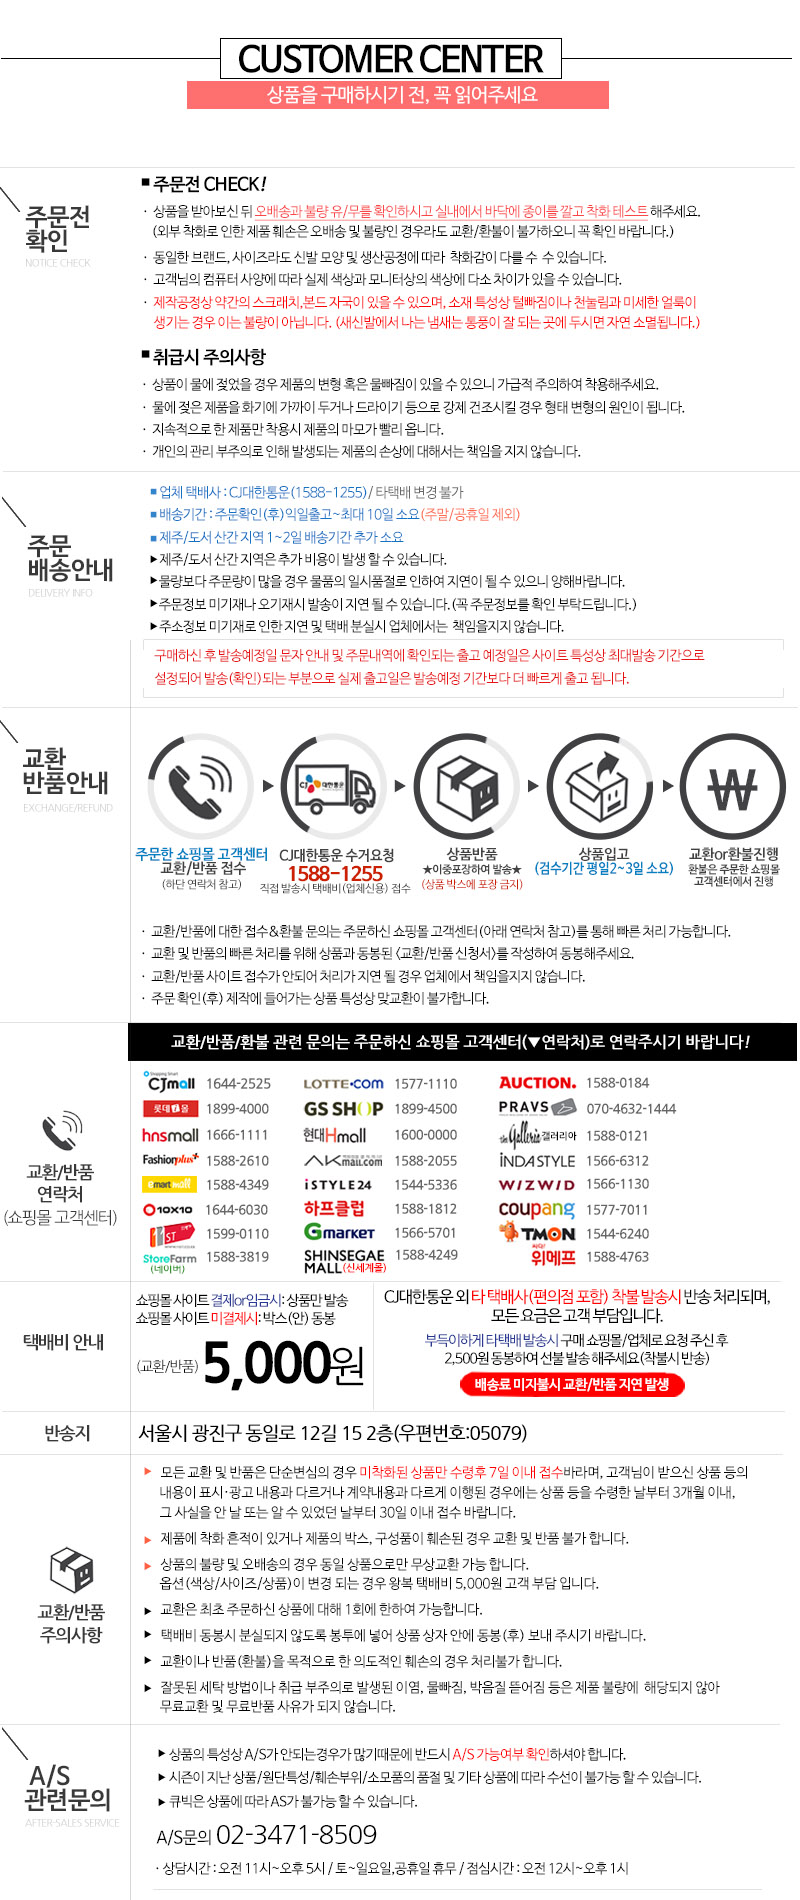 CUSTOMER CENTER
상품을 구매하시기 전, 꼭 읽어주세요
주문전
확인
NOTICE CHECK
■ 주문전 CHECK!
· 상품을 받아보신 뒤 오배송과 불량 유/무를 확인하시고 실내에서 바닥에 종이를 깔고 착화 테스트 해주세요.
(외부 착화로 인한 제품 훼손은 오배송 및 불량인 경우라도 교환/환불이 불가하오니 꼭 확인 바랍니다.)
· 동일한 브랜드, 사이즈라도 신발 모양 및 생산공정에 따라 착화감이 다를 수 수 있습니다.
· 고객님의 컴퓨터 사양에 따라 실제 색상과 모니터상의 색상에 다소 차이가 있을 수 있습니다.
· 제작공정상 약간의 스크래치,본드 자국이 있을 수 있으며, 소재 특성상 털빠짐이나 천눌림과 미세한 얼룩이
생기는 경우 이는 불량이 아닙니다. (새신발에서 나는 냄새는 통풍이 잘 되는 곳에 두시면 자연 소멸됩니다.)
■ 취급시 주의사항
· 상품이 물에 젖었을 경우 제품의 변형 혹은 물빠짐이 있을 수 있으니 가급적 주의하여 착용해주세요.
· 물에 젖은 제품을 화기에 가까이 두거나 드라이기 등으로 강제 건조시킬 경우 형태 변형의 원인이 됩니다.
· 지속적으로 한 제품만 착용시 제품의 마모가 빨리 옵니다.
· 개인의 관리 부주의로 인해 발생되는 제품의 손상에 대해서는 책임을 지지 않습니다.
주문
배송안내
DELIVERY INFO
■ 업체 택배사 : CJ대한통운(1588-1255)/ 타택배 변경 불가
■ 배송기간 : 주문확인(후)익일출고~최대 10일 소요(주말/공휴일 제외)
■ 제주/도서 산간 지역 1~2일 배송기간 추가 소요
▶제주/도서 산간 지역은 추가 비용이 발생 할 수 있습니다.
▶물량보다 주문량이 많을 경우 물품의 일시품절로 인하여 지연이 될 수 있으니 양해바랍니다.
▶주문정보 미기재나 오기재시 발송이 지연 될 수 있습니다.(꼭 주문정보를 확인 부탁드립니다.)
▶주소정보 미기재로 인한 지연 및 택배 분실시 업체에서는 책임을지지 않습니다.
구매하신 후 발송예정일 문자 안내 및 주문내역에 확인되는 출고 예정일은 사이트 특성상 최대발송 기간으로
설정되어 발송(확인)되는 부분으로 실제 출고일은 발송예정 기간보다 더 빠르게 출고 됩니다.
교환
반품안내
EXCHANGE/REFUND
CJ 대한통운
주문한 쇼핑몰 고객센터
교환/반품 접수
(하단 연락처 참고)
CJ대한통운 수거요청
1588-1255
직접 발송시 택배비(업체신용) 접수
상품반품
★이중포장하여 발송★
(상품 박스에 포장 금지)
상품입고
(검수기간 평일2~3일 소요)
교환or환불진행
환불은 주문한 쇼핑몰
고객센터에서 진행
· 교환/반품에 대한 접수&환불 문의는 주문하신 쇼핑몰 고객센터(아래 연락처 참고)를 통해 빠른 처리 가능합니다.
· 교환 및 반품의 빠른 처리를 위해 상품과 동봉된 <교환/반품 신청서>를 작성하여 동봉해주세요.
· 교환/반품 사이트 접수가 안되어 처리가 지연 될 경우 업체에서 책임을지지 않습니다.
· 주문 확인(후) 제작에 들어가는 상품 특성상 맞교환이 불가합니다.
교환/반품/환불 관련 문의는 주문하신 쇼핑몰 고객센터(▼연락처)로 연락주시기 바랍니다!
교환/반품
연락처
(쇼핑몰 고객센터)
CJmall 1644-2525 LOTTE.COM 1577-1110 AUCTION. 1588-0184
롯데i몰 1899-4000 GS SHOP 1899-4500 PRAVS 070-4632-1444
hnsmall 1666-1111 현대Hmall 1600-0000 the Galleria 갤러리아 1588-0121
Fashionplus+ 1588-2610 AKmall.com 1588-2055 INDASTYLE 1566-6312
emart mall 1588-4349 iSTYLE24 1544-5336 WIZWID 1566-1130
10X10 1644-6030 하프클럽 1588-1812 coupang 1577-7011
11ST 1599-0110 Gmarket 1566-5701 TMON 1544-6240
StoreFarm (네이버) 1588-3819 SHINSEGAE MALL(신세계몰) 1588-4249 위메프 1588-4763
택배비 안내
쇼핑몰 사이트 결제or입금시: 상품만 발송
쇼핑몰 사이트 미결제시: 박스(안) 동봉
(교환/반품) 5,000원
CJ대한통운 외 타 택배사(편의점 포함) 착불 발송시 반송 처리되며,
모든 요금은 고객 부담입니다.
부득이하게 타택배 발송시 구매 쇼핑몰/업체로 요청 주신 후
2,500원 동봉하여 선불 발송 해주세요(착불시 반송)
배송료 미지불시 교환/반품 지연 발생
반송지
서울시 광진구 동일로 12길 15 2층(우편번호:05079)
교환/반품
주의사항
▶ 모든 교환 및 반품은 단순변심의 경우 미착화된 상품만 수령후 7일 이내 접수바라며, 고객님이 받으신 상품 등의
내용이 표시·광고 내용과 다르거나 계약내용과 다르게 이행된 경우에는 상품 등을 수령한 날부터 3개월 이내,
그 사실을 안 날 또는 알 수 있었던 날부터 30일 이내 접수 바랍니다.
▶ 제품에 착화 흔적이 있거나 제품의 박스, 구성품이 훼손된 경우 교환 및 반품 불가 합니다.
▶ 상품의 불량 및 오배송의 경우 동일 상품으로만 무상교환 가능 합니다.
옵션(색상/사이즈/상품)이 변경 되는 경우 왕복 택배비 5,000원 고객 부담 입니다.
▶ 교환은 최초 주문하신 상품에 대해 1회에 한하여 가능합니다.
▶ 택배비 동봉시 분실되지 않도록 봉투에 넣어 상품 상자 안에 동봉(후) 보내 주시기 바랍니다.
▶ 교환이나 반품(환불)을 목적으로 한 의도적인 훼손의 경우 처리불가 합니다.
▶ 잘못된 세탁 방법이나 취급 부주의로 발생된 이염, 물빠짐, 박음질 뜯어짐 등은 제품 불량에 해당되지 않아
무료교환 및 무료반품 사유가 되지 않습니다.
A/S
관련문의
AFTER-SALES SERVICE
▶ 상품의 특성상 A/S가 안되는경우가 많기때문에 반드시 A/S 가능여부 확인하셔야 합니다.
▶ 시즌이 지난 상품/원단특성/훼손부위/소모품의 품절 및 기타 상품에 따라 수선이 불가능 할 수 있습니다.
▶ 큐빅은 상품에 따라 AS가 불가능 할 수 있습니다.
A/S문의 02-3471-8509
· 상담시간 : 오전 11시~오후 5시 / 토~일요일,공휴일 휴무 / 점심시간 : 오전 12시~오후 1시